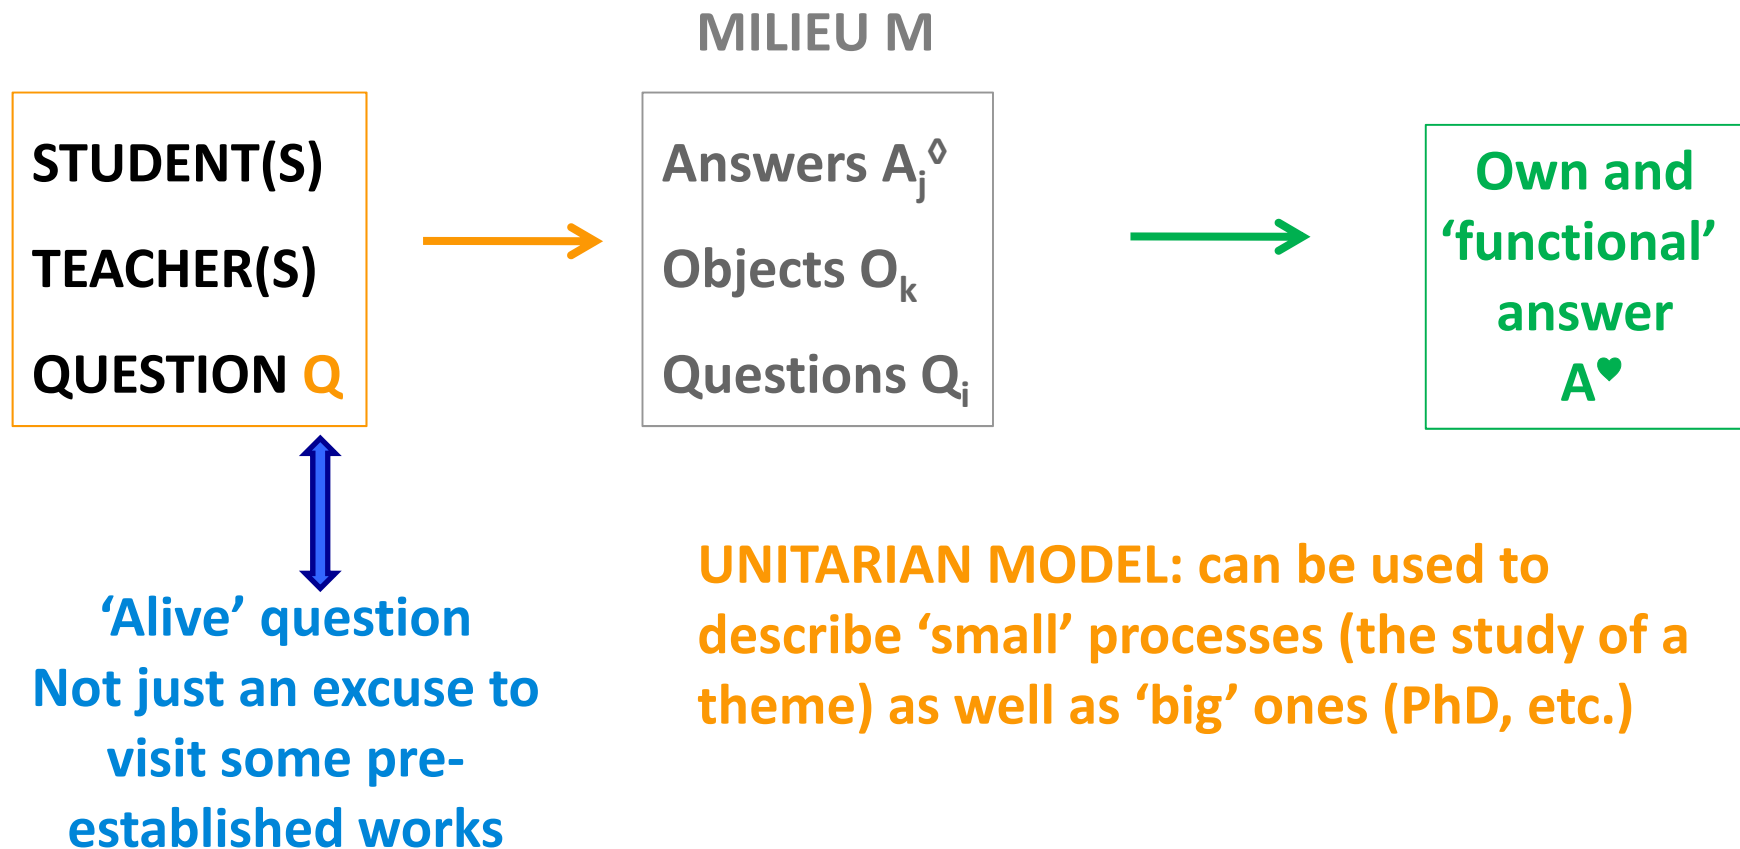 MILIEU M
STUDENT(S)
TEACHER(S)
QUESTION Q
Answers Aⱼ◊
Objects Oₖ
Questions Qᵢ
Own and
‘functional’
answer
A♥
‘Alive’ question
Not just an excuse to
visit some pre-
established works
UNITARIAN MODEL: can be used to
describe ‘small’ processes (the study of a
theme) as well as ‘big’ ones (PhD, etc.)